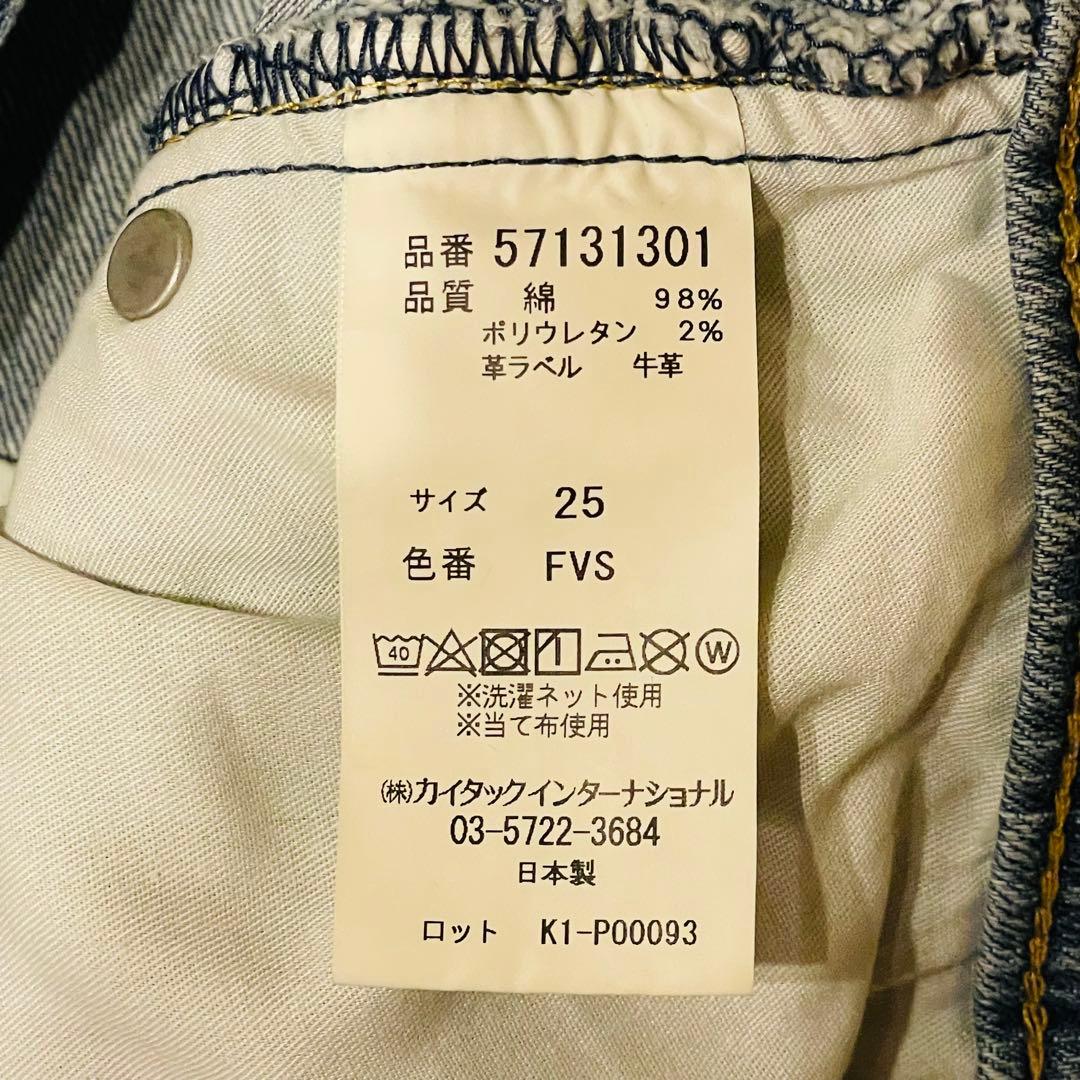 品番 57131301
品質 綿 98%
ポリウレタン 2%
革ラベル 牛革
サイズ 25
色番 FVS
40 W
※洗濯ネット使用
※当て布使用
㈱カイタックインターナショナル
03-5722-3684
日本製
ロット K1-P00093